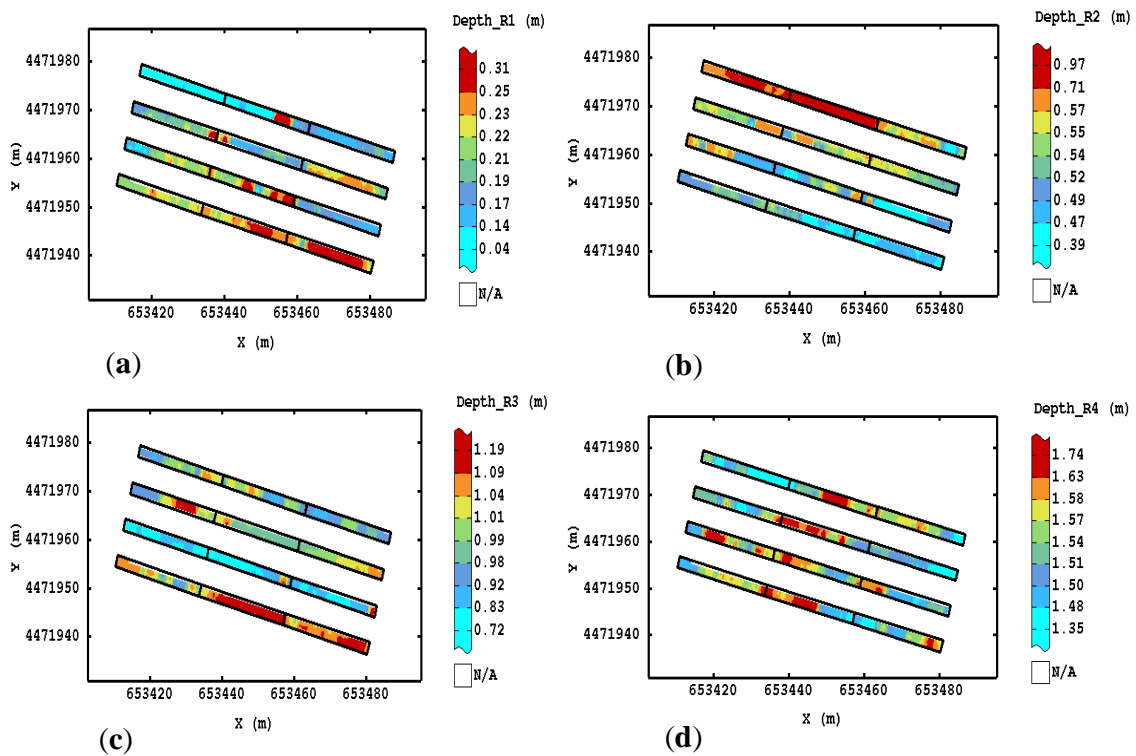 Depth_R1 (m)
4471980
4471970
4471960
4471950
4471940
Y (m)
653420 653440 653460 653480
X (m)
0.31
0.25
0.23
0.22
0.21
0.19
0.17
0.14
0.04
N/A
(a)
Depth_R2 (m)
4471980
4471970
4471960
4471950
4471940
Y (m)
653420 653440 653460 653480
X (m)
0.97
0.71
0.57
0.55
0.54
0.52
0.49
0.47
0.39
N/A
(b)
Depth_R3 (m)
4471980
4471970
4471960
4471950
4471940
Y (m)
653420 653440 653460 653480
X (m)
1.19
1.09
1.04
1.01
0.99
0.98
0.92
0.83
0.72
N/A
(c)
Depth_R4 (m)
4471980
4471970
4471960
4471950
4471940
Y (m)
653420 653440 653460 653480
X (m)
1.74
1.63
1.58
1.57
1.54
1.51
1.50
1.48
1.35
N/A
(d)